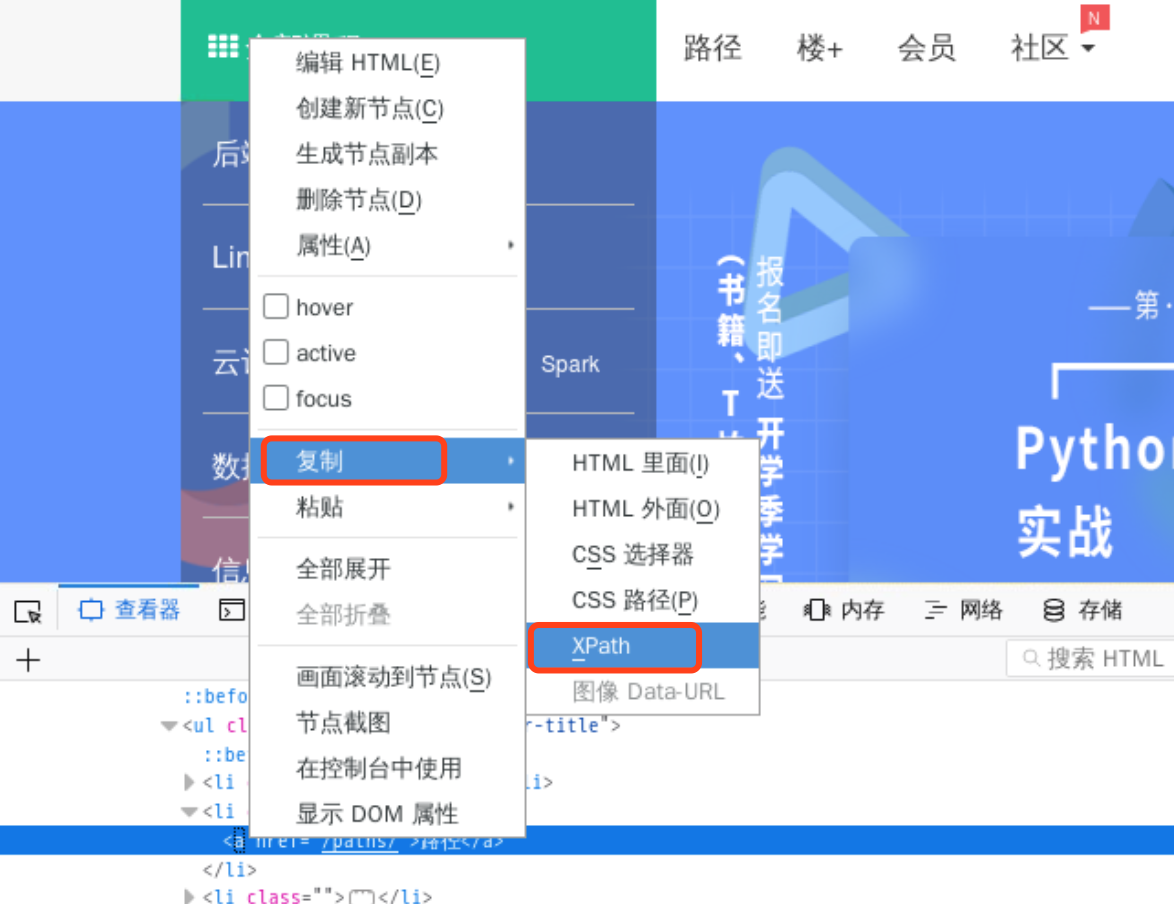 N
路径 楼+ 会员 社区
编辑 HTML(E)
创建新节点(C)
生成节点副本
删除节点(D)
属性(A)
hover
active
focus
复制
粘贴
全部展开
全部折叠
画面滚动到节点(S)
节点截图
在控制台中使用
显示 DOM 属性
HTML 里面(I)
HTML 外面(O)
CSS 选择器
CSS 路径(P)
XPath
图像 Data-URL
后端
Lin
云计
Spark
数据
信息
报名即送 开学季学
(书籍、T
第
Python
实战
查看器 内存 网络 存储
+ 搜索 HTML
::befo
<ul cl r-title">
::be
<li li>
<li
<a href="/paths/">路径</a>
</li>
<li class=""></li>